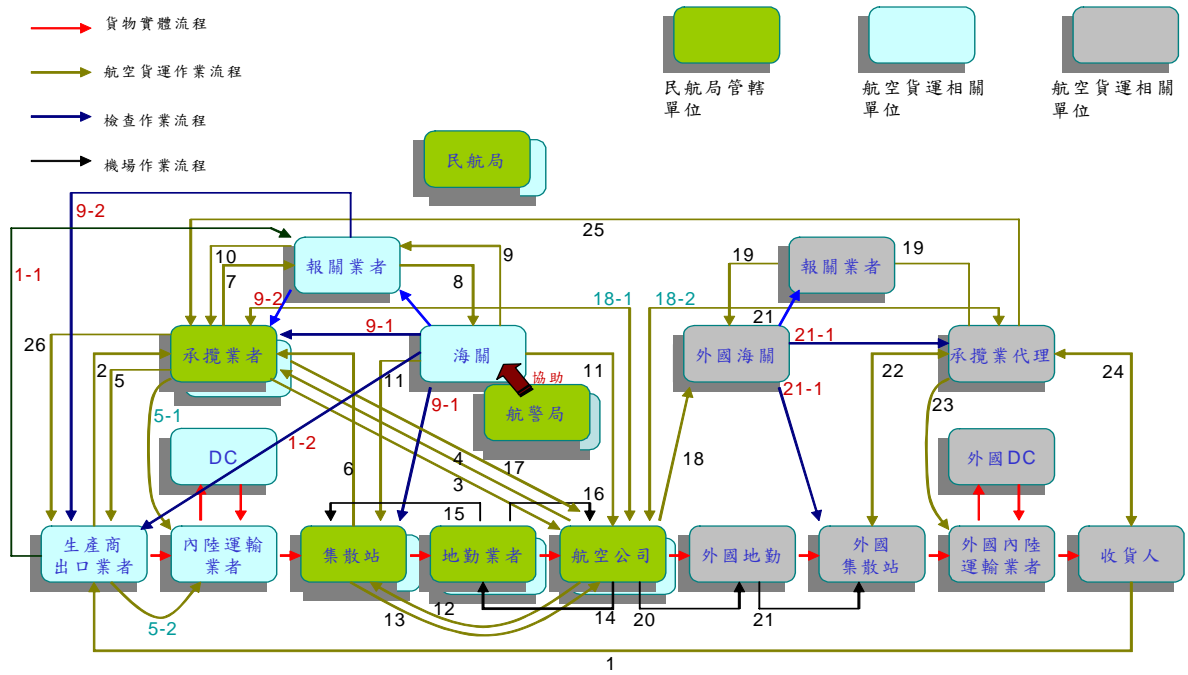 貨物實體流程
航空貨運作業流程
檢查作業流程
機場作業流程
民航局管轄
單位
航空貨運相關
單位
航空貨運相關
單位
民航局
9-2
25
1-1
10
7
報關業者
8
9
19
報關業者
19
9-2
18-1
18-2
21
26
2
5
承攬業者
9-1
海關
協助
11
11
9-1
航警局
外國海關
21-1
21-1
承攬業代理
22
23
24
5-1
1-2
DC
6
4
3
17
18
外國DC
16
15
生產商
出口業者
內陸運輸
業者
集散站
地勤業者
航空公司
外國地勤
外國
集散站
外國內陸
運輸業者
收貨人
12
13
14
20
21
5-2
1